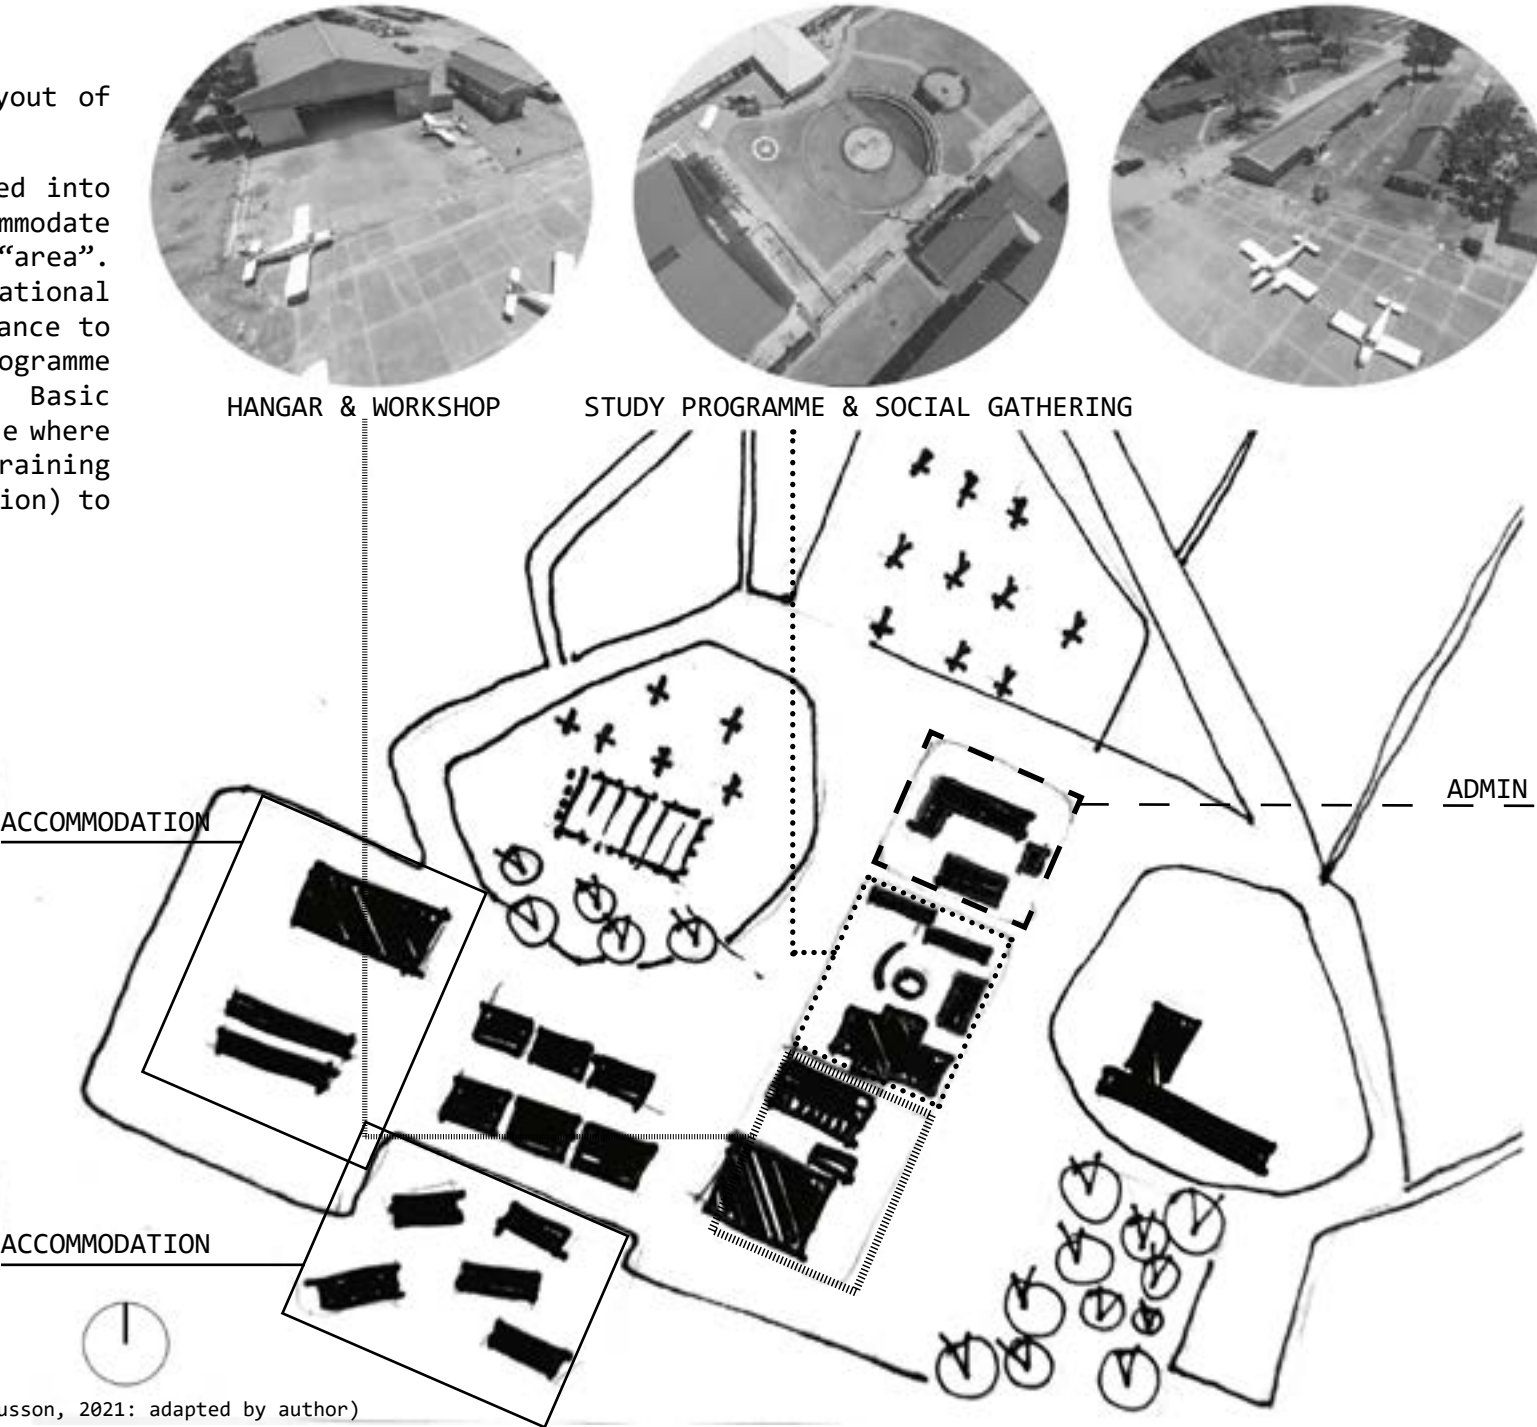 yout of
ed into
mmodate
“area”.
ational
ance to
ogramme
Basic
e where
raining
ion) to
HANGAR & WORKSHOP
STUDY PROGRAMME & SOCIAL GATHERING
ADMIN
ACCOMMODATION
ACCOMMODATION
usson, 2021: adapted by author)